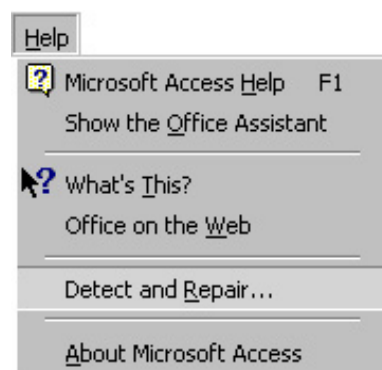 Help
Microsoft Access Help F1
Show the Office Assistant
What's This?
Office on the Web
Detect and Repair...
About Microsoft Access